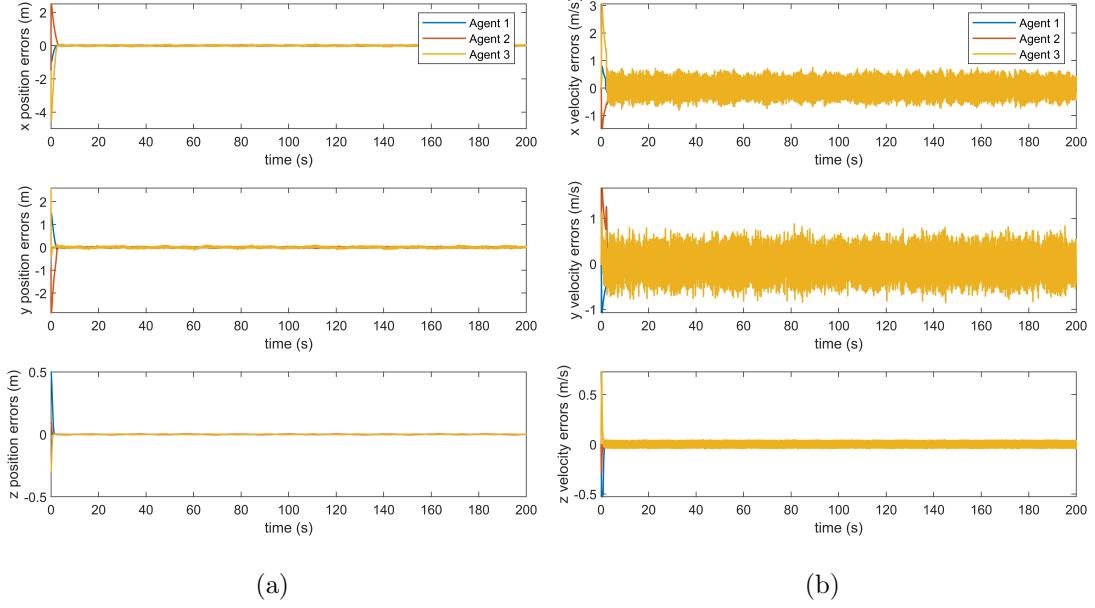 x position errors (m)
2
0
-2
-4
Agent 1
Agent 2
Agent 3
0 20 40 60 80 100 120 140 160 180 200
time (s)
y position errors (m)
2
1
0
-1
-2
0 20 40 60 80 100 120 140 160 180 200
time (s)
z position errors (m)
0.5
0
-0.5
0 20 40 60 80 100 120 140 160 180 200
time (s)
(a)
x velocity errors (m/s)
3
2
1
0
-1
Agent 1
Agent 2
Agent 3
0 20 40 60 80 100 120 140 160 180 200
time (s)
y velocity errors (m/s)
1
0
-1
0 20 40 60 80 100 120 140 160 180 200
time (s)
z velocity errors (m/s)
0.5
0
-0.5
0 20 40 60 80 100 120 140 160 180 200
time (s)
(b)